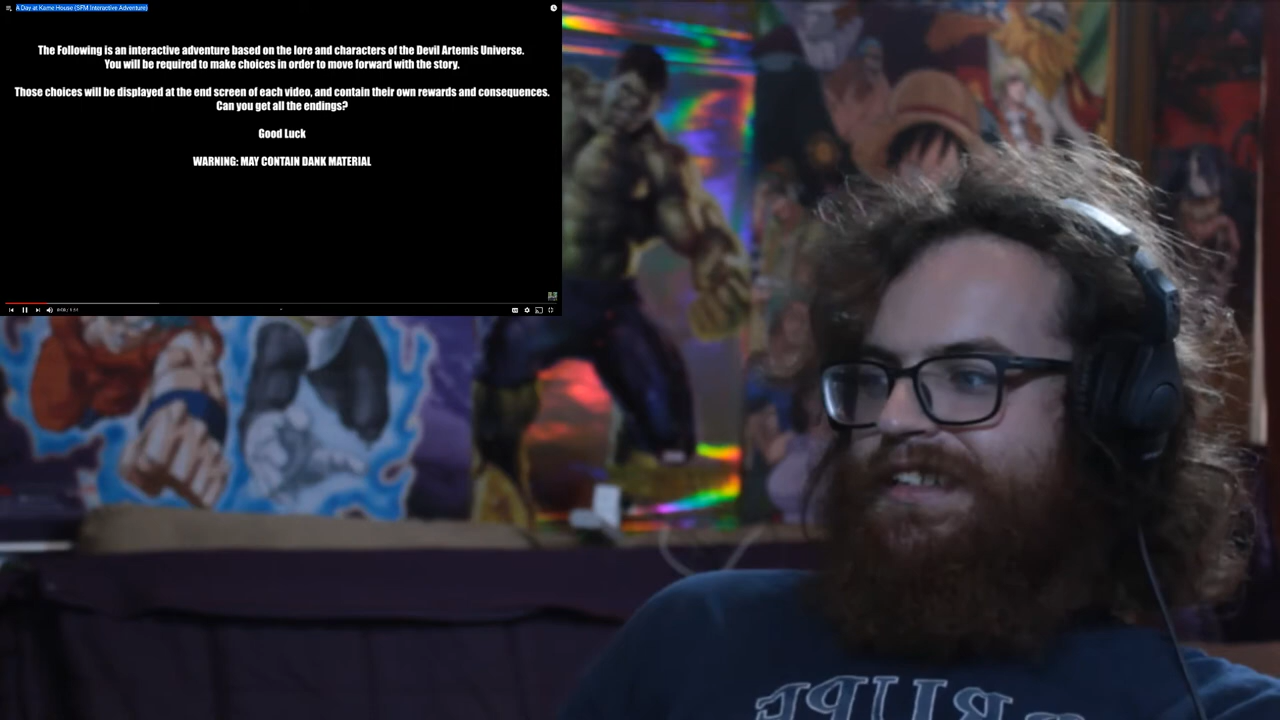 A Day at Kame House (SFM Interactive Adventure)
The Following is an interactive adventure based on the lore and characters of the Devil Artemis Universe.
You will be required to make choices in order to move forward with the story.
Those choices will be displayed at the end screen of each video, and contain their own rewards and consequences.
Can you get all the endings?
Good Luck
WARNING: MAY CONTAIN DANK MATERIAL